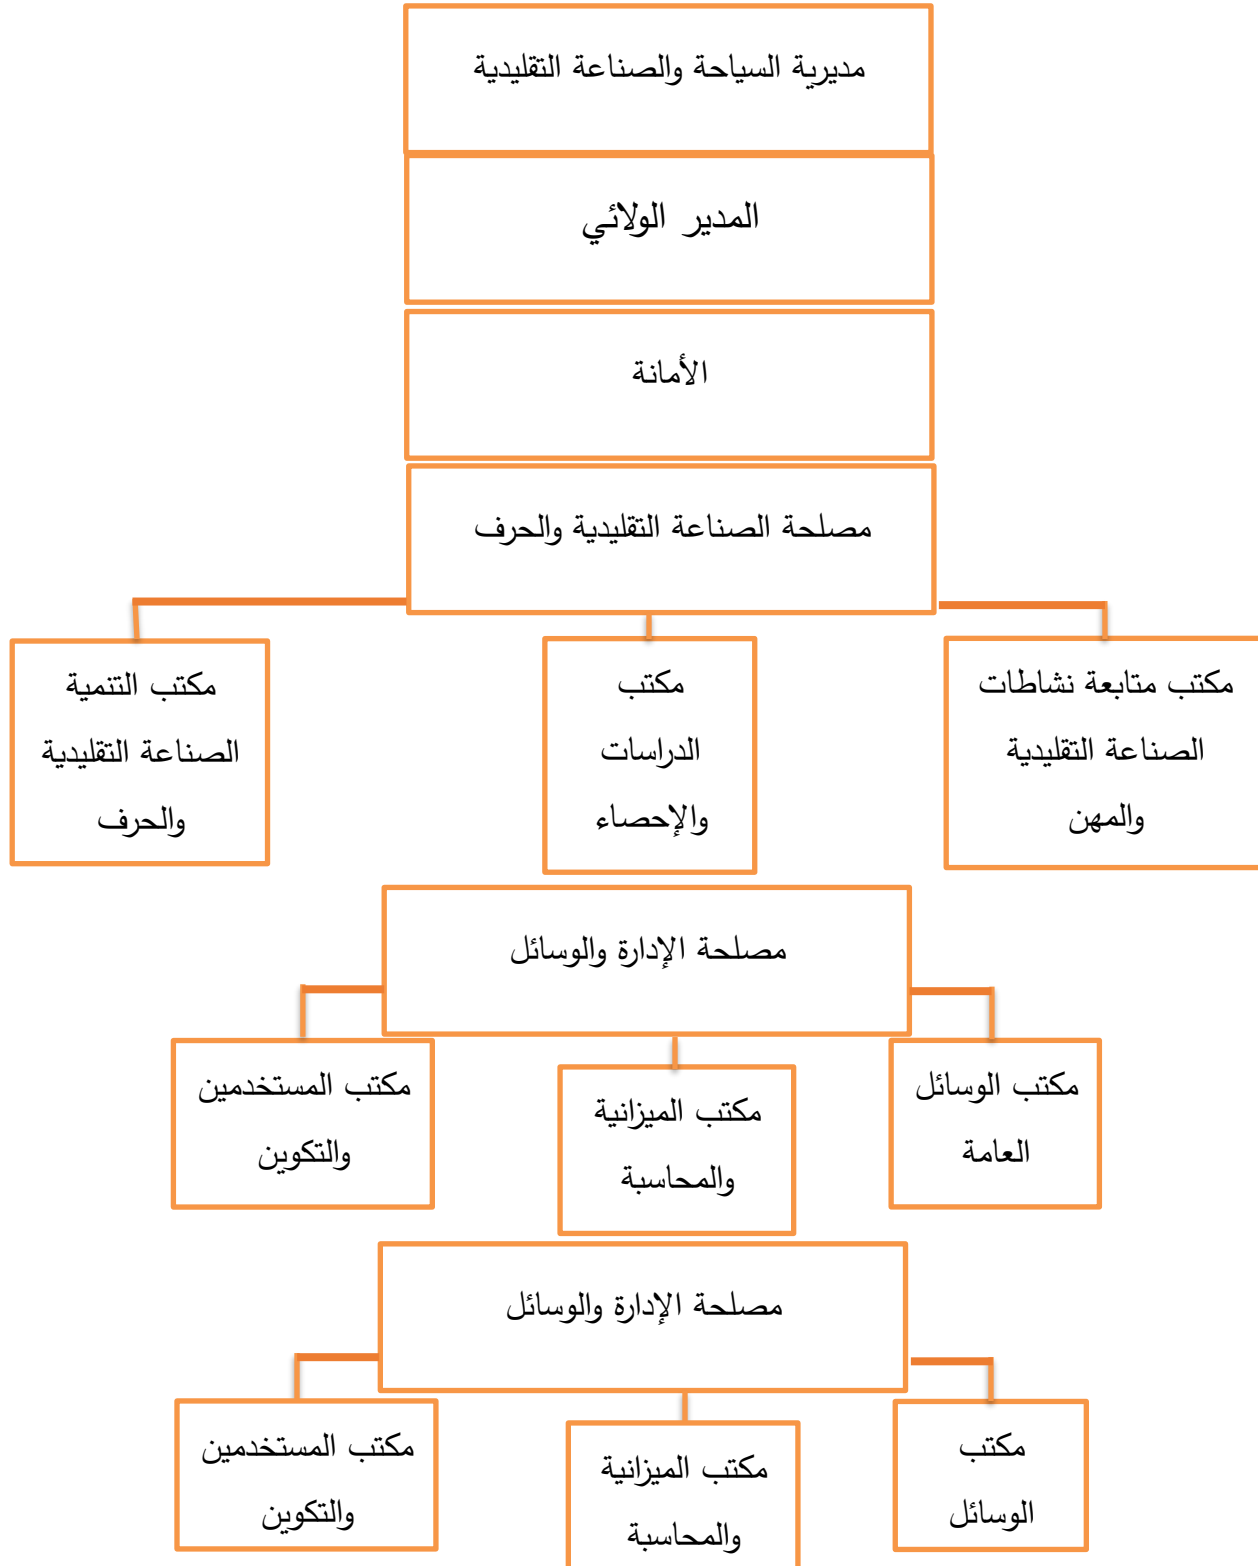 مديرية السياحة والصناعة التقليدية
المدير الولائي
الأمانة
مصلحة الصناعة التقليدية والحرف
مكتب متابعة نشاطات
الصناعة التقليدية
والمهن
مكتب
الدراسات
والإحصاء
مكتب التنمية
الصناعة التقليدية
والحرف
مصلحة الإدارة والوسائل
مكتب الوسائل
العامة
مكتب الميزانية
والمحاسبة
مكتب المستخدمين
والتكوين
مصلحة الإدارة والوسائل
مكتب
الوسائل
مكتب الميزانية
والمحاسبة
مكتب المستخدمين
والتكوين